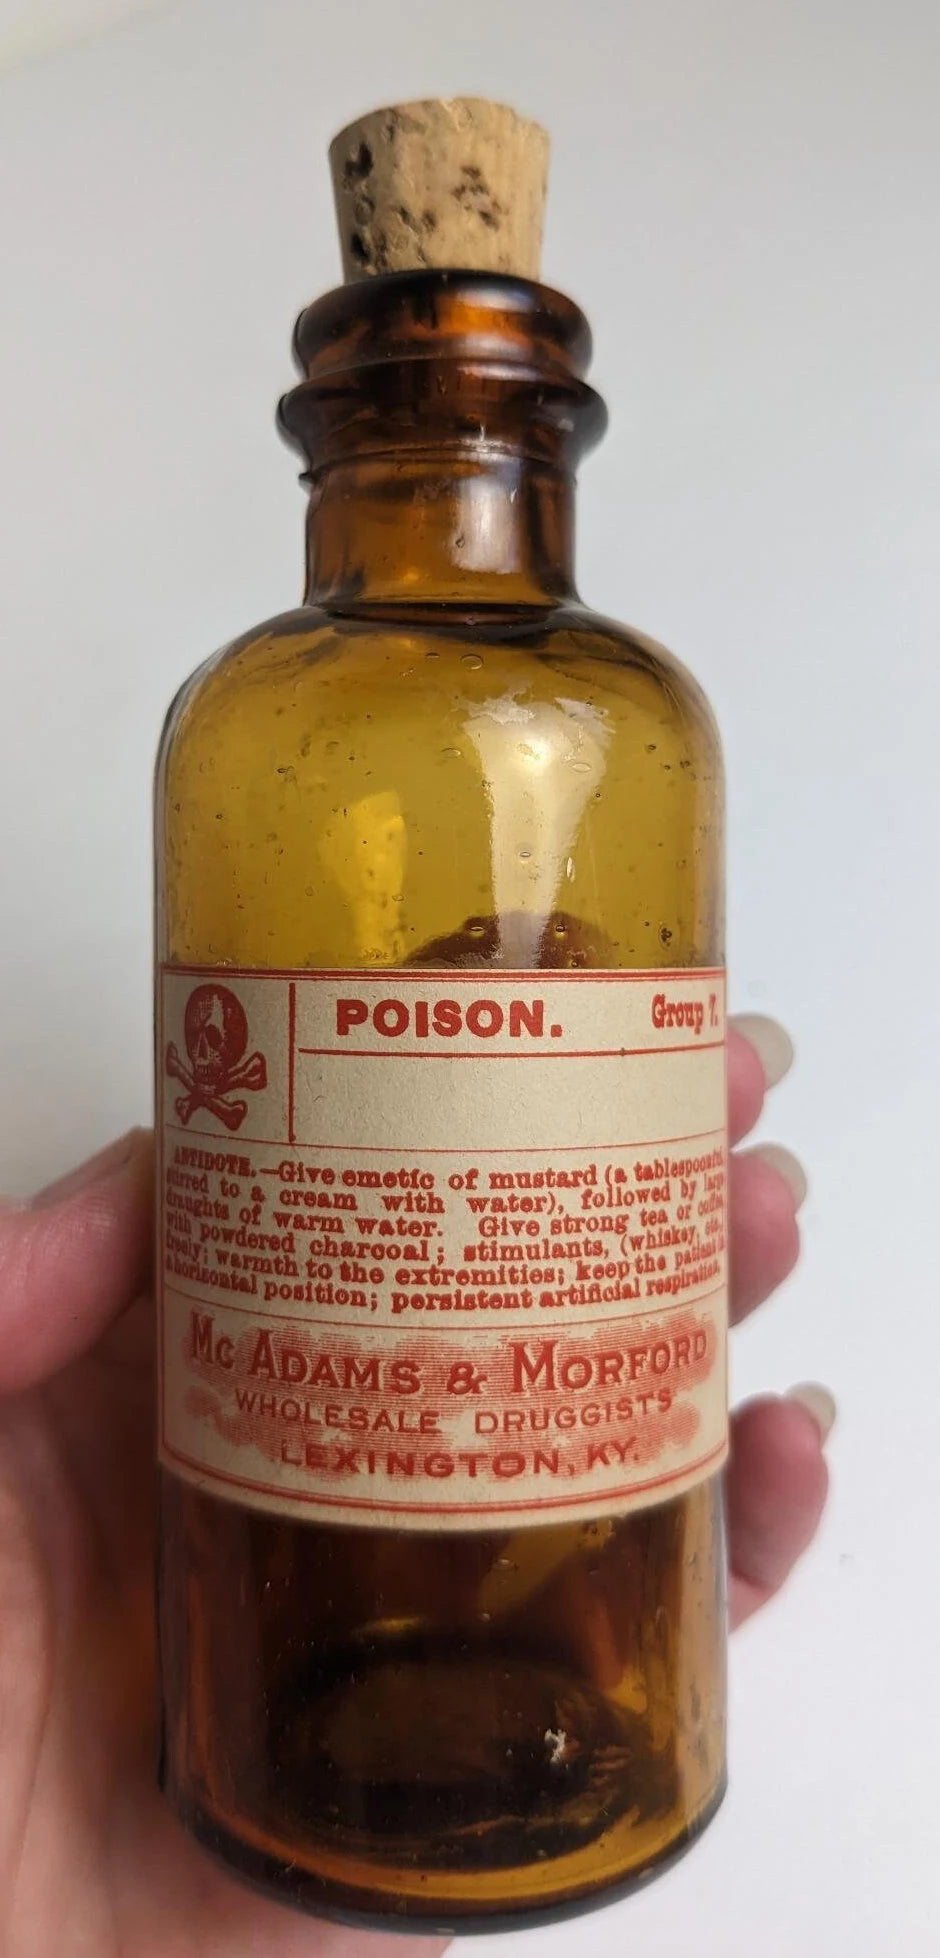 POISON. Group 7.
ANTIDOTE.—Give emetic of mustard (a tablespoonful
stirred to a cream with water), followed by large
draughts of warm water. Give strong tea or coffee,
with powdered charcoal; stimulants, (whiskey, etc.,
freely; warmth to the extremities; keep the patient in
a horizontal position; persistent artificial respiration.
Mc ADAMS & MORFORD
WHOLESALE DRUGGISTS
LEXINGTON, KY.